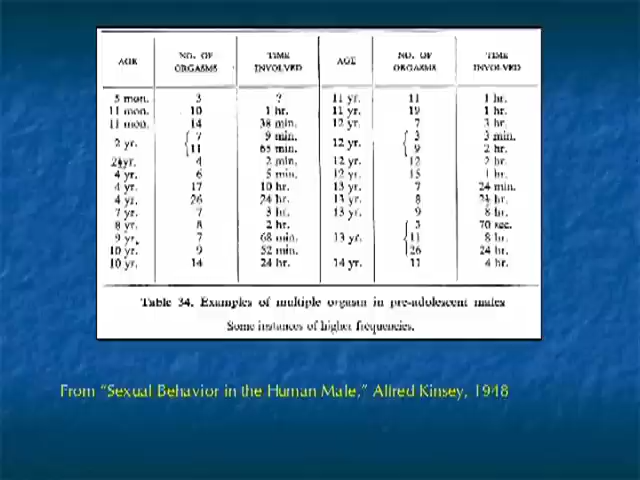 AGE NO. OF ORGASMS TIME INVOLVED AGE NO. OF ORGASMS TIME INVOLVED
5 mon. 3 ? 11 yr. 11 1 hr.
11 mon. 10 1 hr. 11 yr. 19 1 hr.
11 mon. 14 38 min. 12 yr. 7 3 hr.
2 yr. 7 9 min. 12 yr. 3 3 min.
11 65 min. 9 2 hr.
2½ yr. 4 2 min. 12 yr. 12 2 hr.
4 yr. 6 5 min. 12 yr. 15 1 hr.
4 yr. 17 10 hr. 13 yr. 7 24 min.
4 yr. 26 24 hr. 13 yr. 8 2½ hr.
7 yr. 7 3 hr. 13 yr. 9 8 hr.
8 yr. 8 2 hr. 13 yr. 3 70 sec.
9 yr. 7 68 min. 11 8 hr.
10 yr. 9 52 min. 26 24 hr.
10 yr. 14 24 hr. 14 yr. 11 4 hr.
Table 34. Examples of multiple orgasm in pre-adolescent males
Some instances of higher frequencies.
From "Sexual Behavior in the Human Male," Alfred Kinsey, 1948